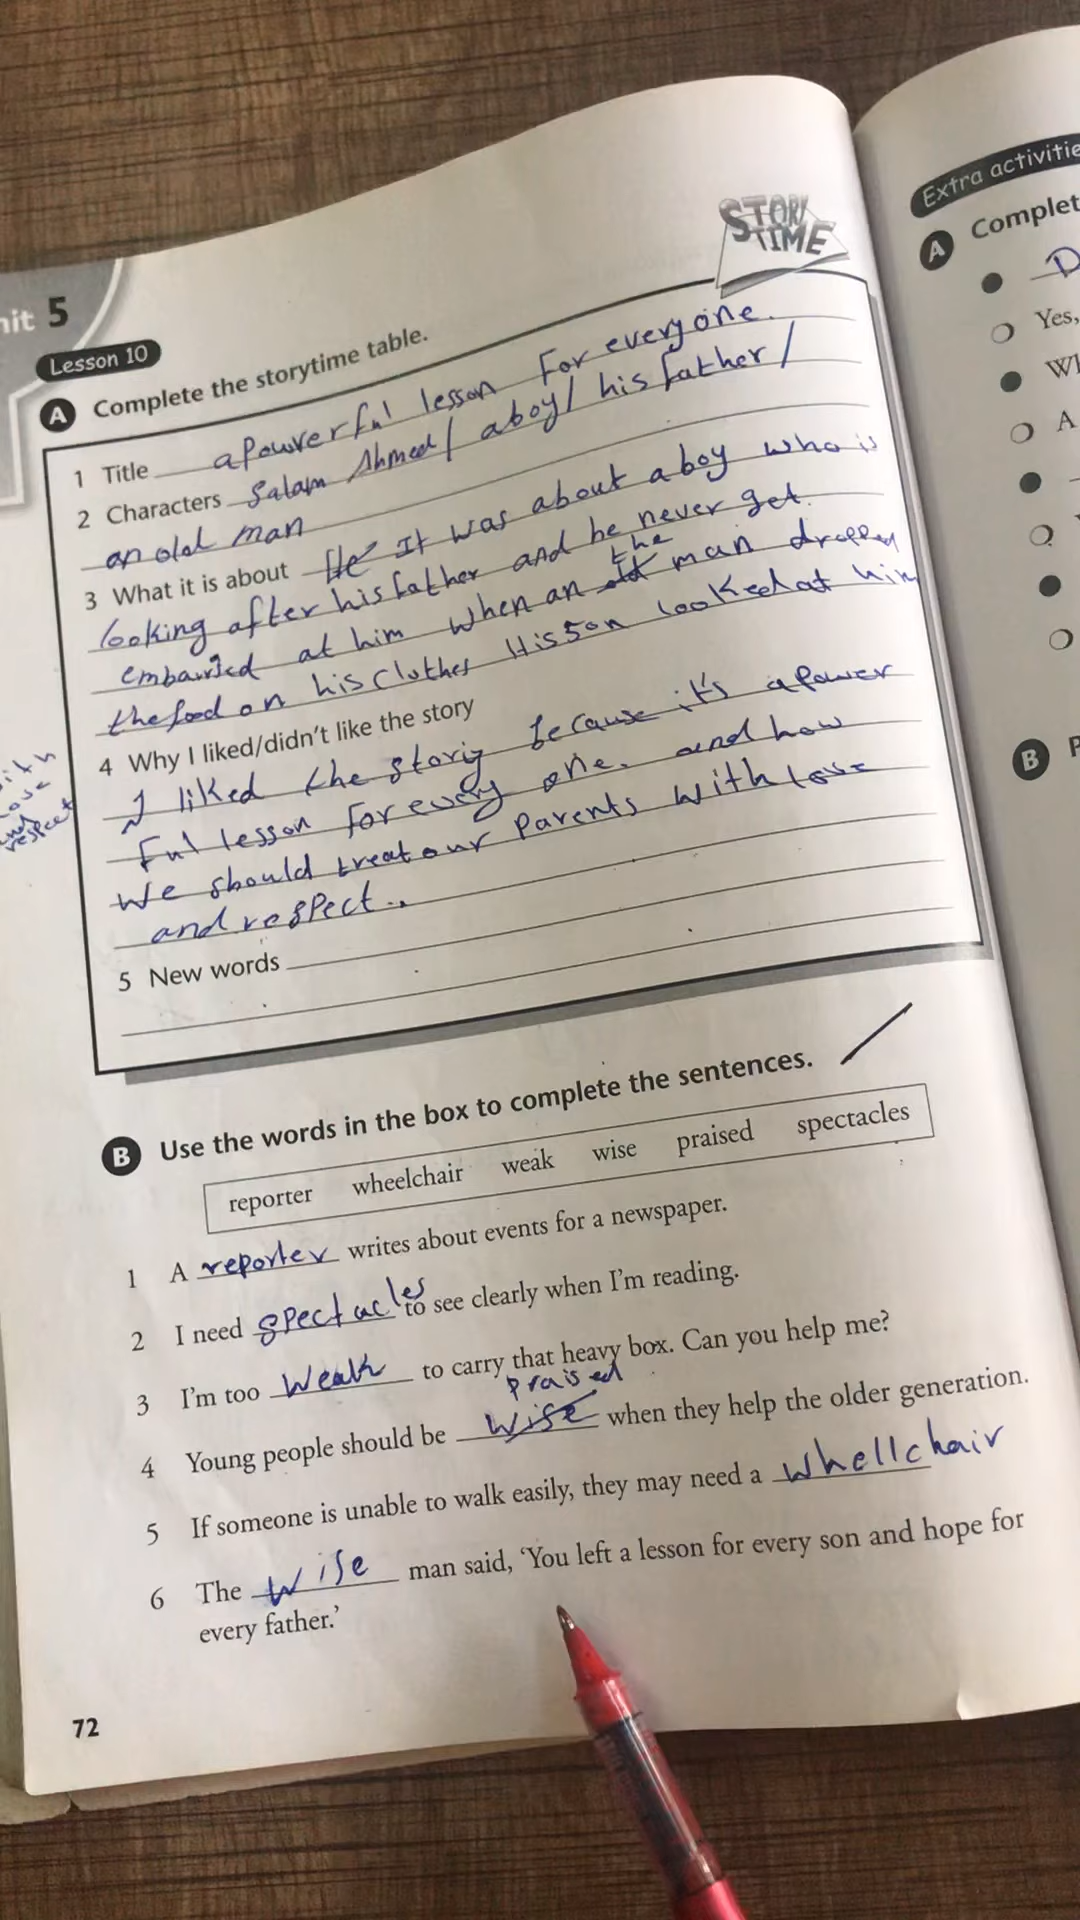 STORY TIME
nit 5
Lesson 10
A Complete the storytime table.
1 Title a powerful lesson For everyone.
2 Characters Salam Ahmed / a boy / his father /
an old man
3 What it is about It was about a boy who is
looking after his father and he never get
embarried at him when an the man dropped
the food on his clothes His son looked at him
with love and respect
4 Why I liked/didn't like the story
I liked the story because it's a power
Ful lesson for every one. and how
We should treat our parents with love
and respect..
5 New words
B Use the words in the box to complete the sentences.
reporter wheelchair weak wise praised spectacles
1 A reporter writes about events for a newspaper.
2 I need spectacles to see clearly when I'm reading.
3 I'm too weak to carry that heavy box. Can you help me?
praised
4 Young people should be wise when they help the older generation.
5 If someone is unable to walk easily, they may need a whellchair
6 The wise man said, 'You left a lesson for every son and hope for
every father.'
72
Extra activitie
A Complet
D
Yes,
Wh
A
B P